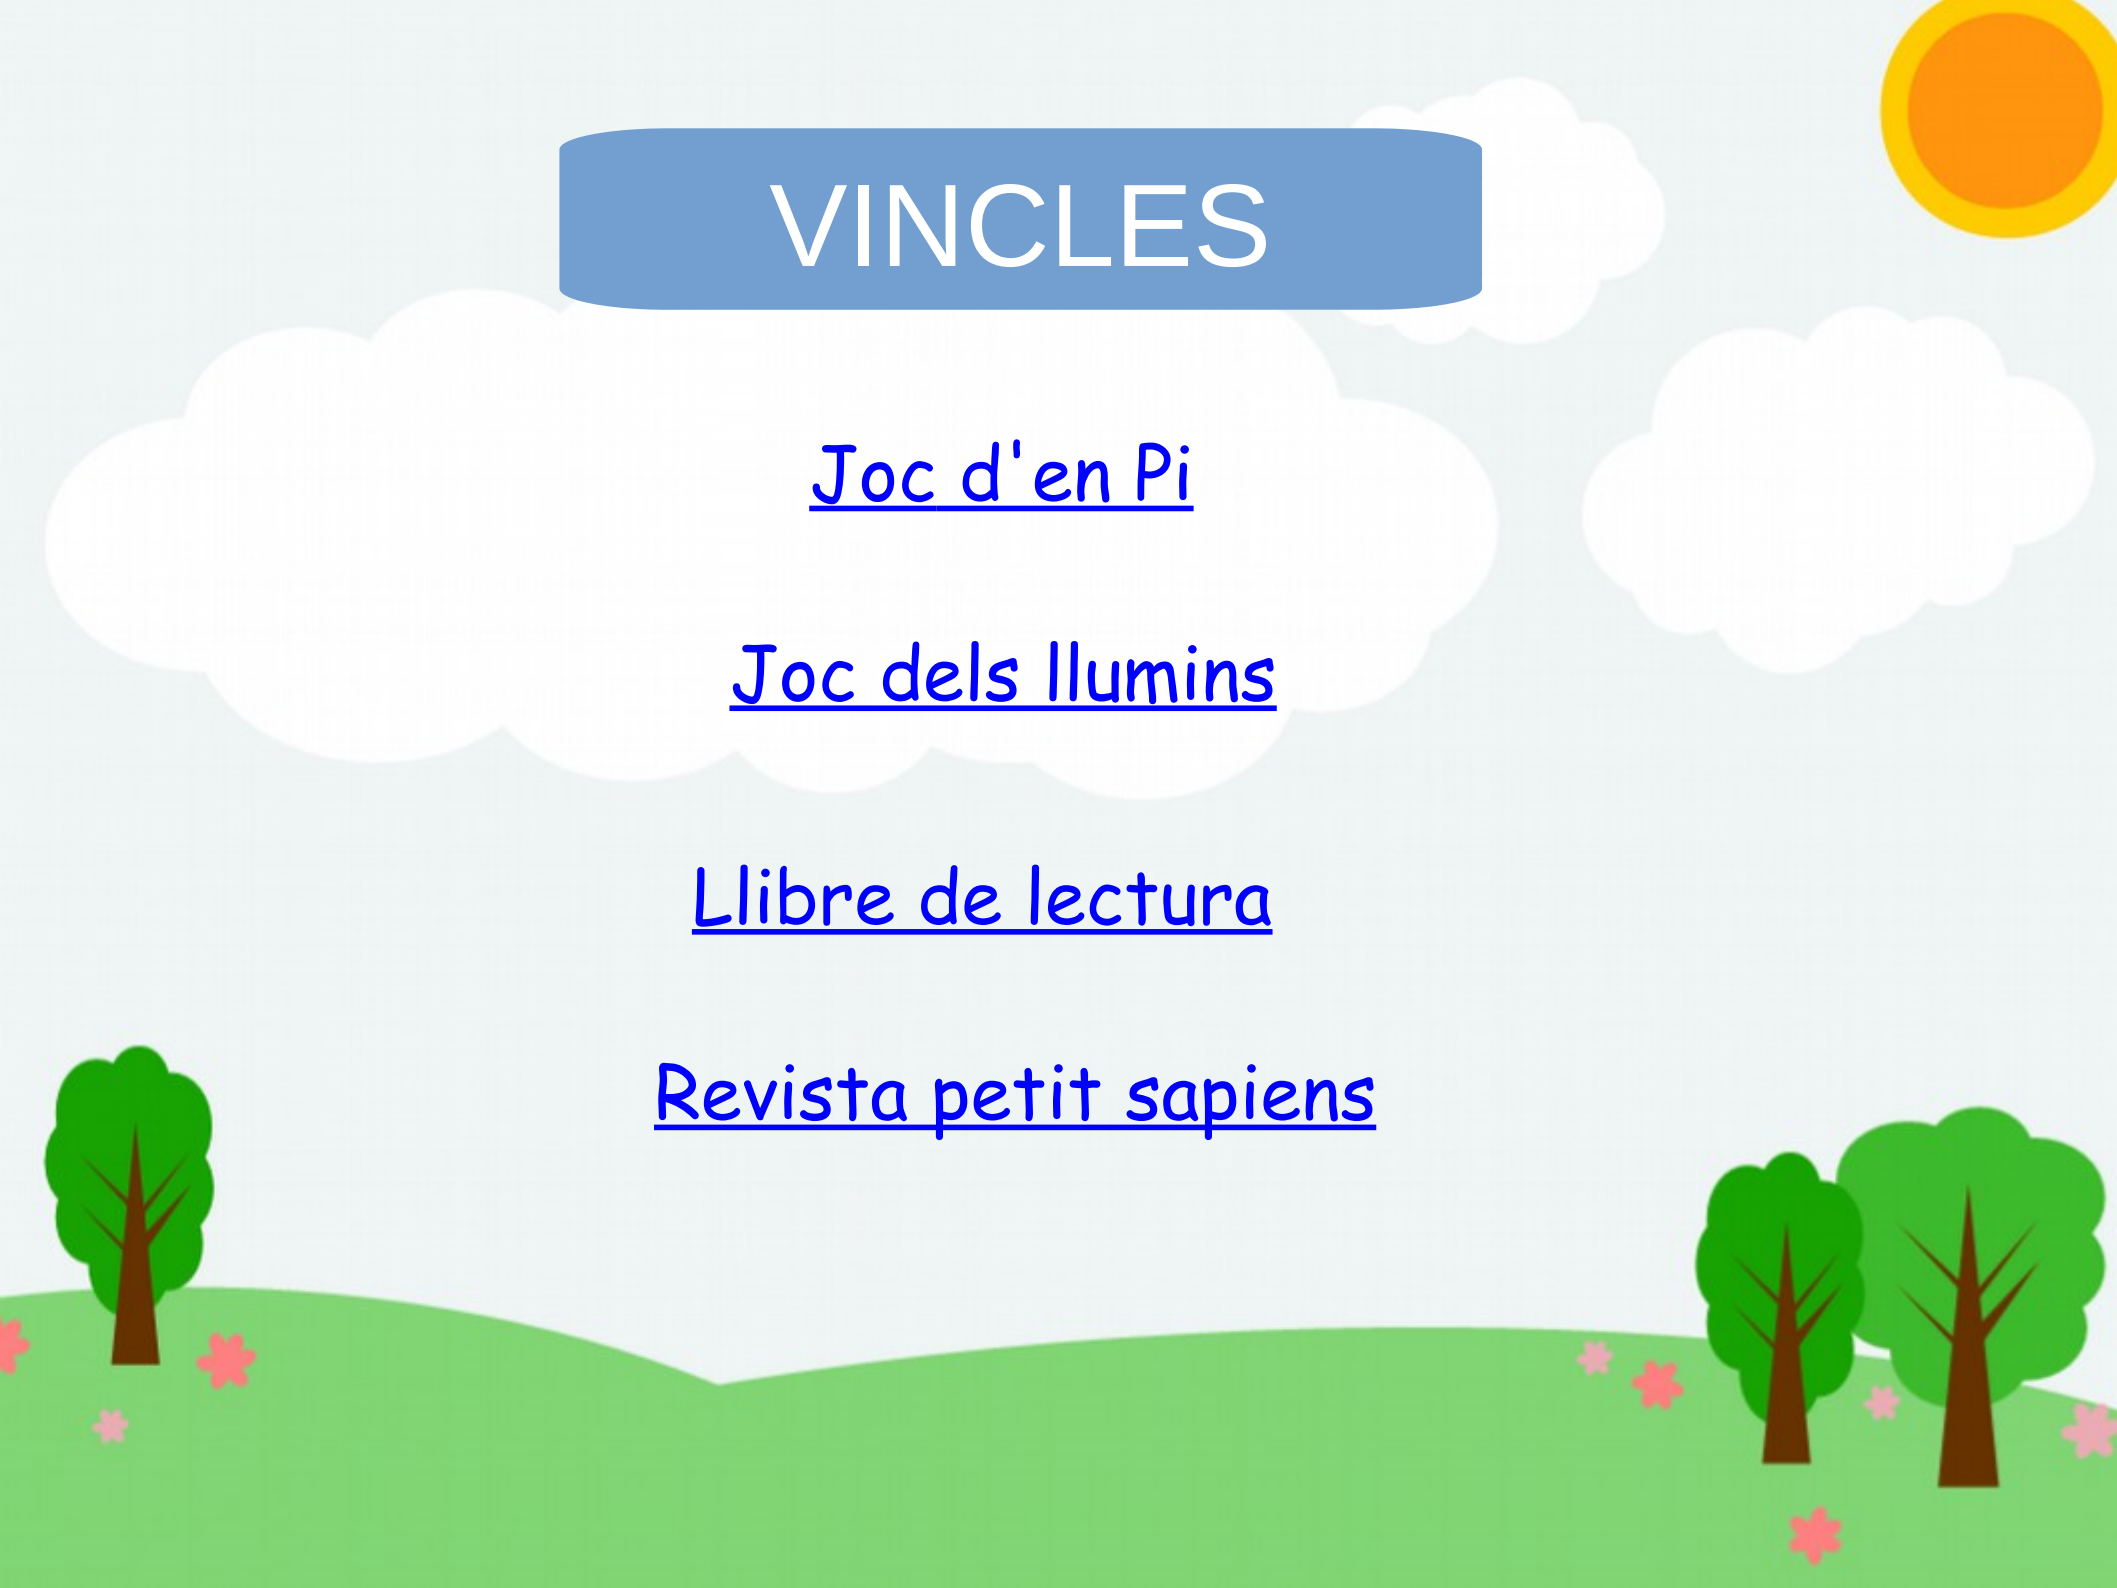 VINCLES
Joc d'en Pi
Joc dels llumins
Llibre de lectura
Revista petit sapiens